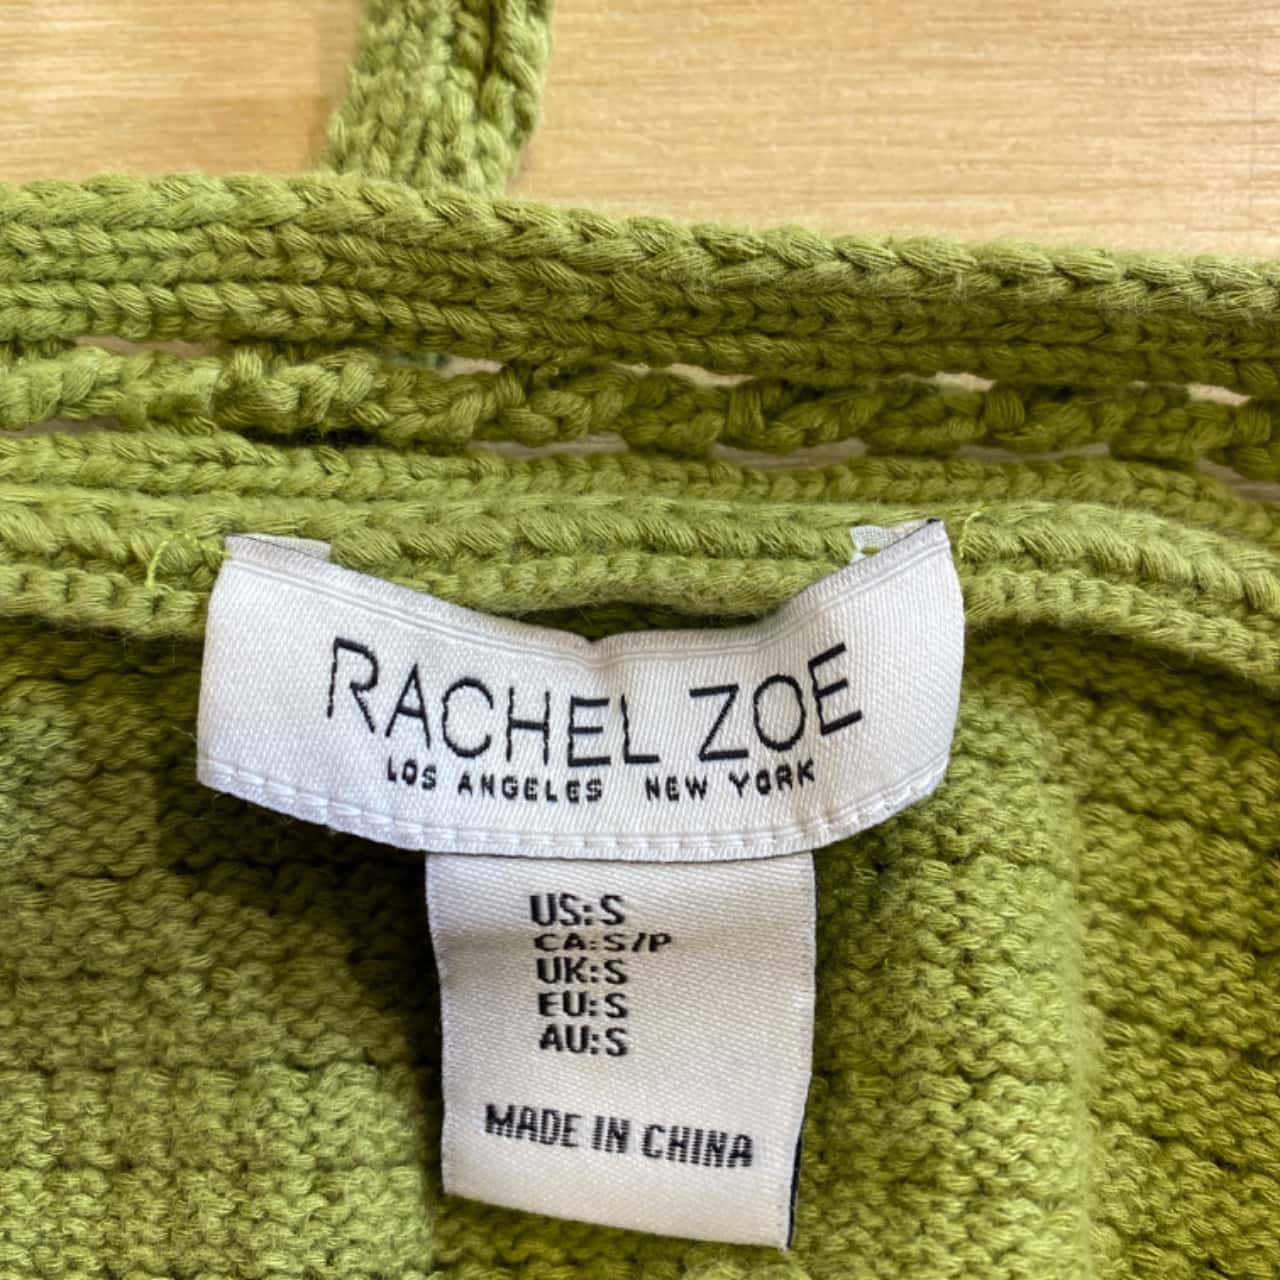 RACHEL ZOE
LOS ANGELES NEW YORK
US:S
CA:S/P
UK:S
EU:S
AU:S
MADE IN CHINA